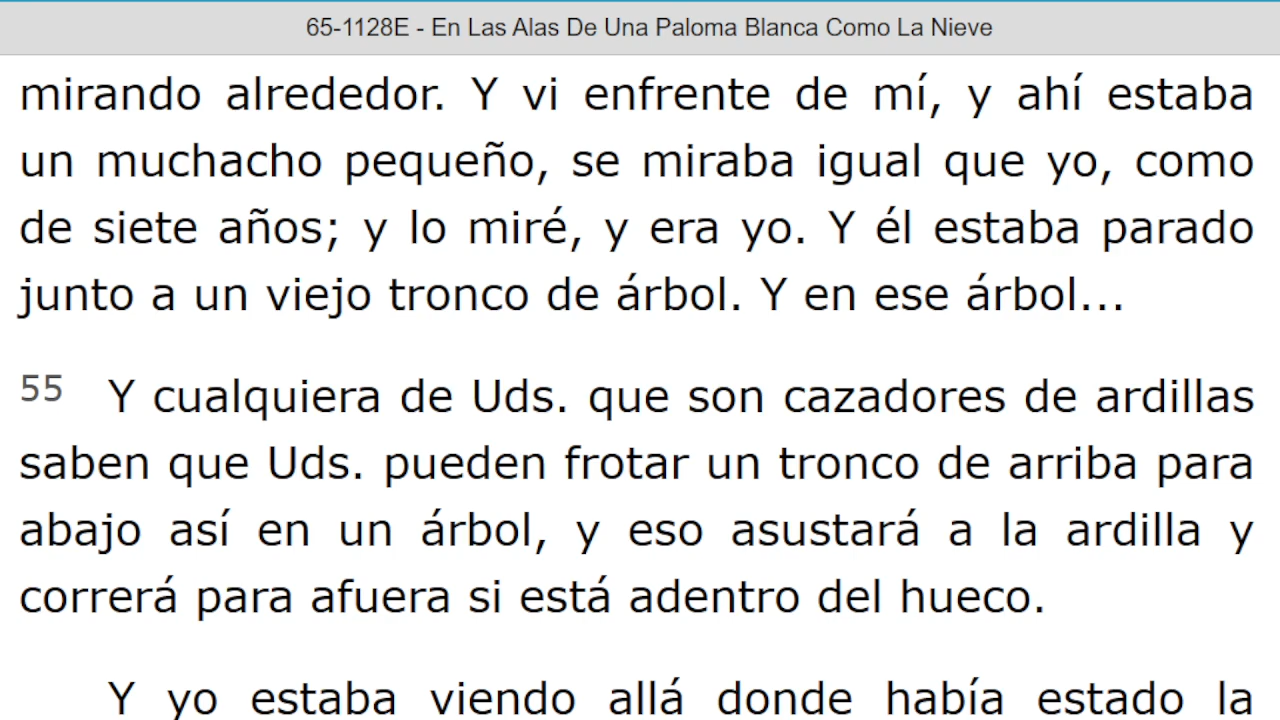 65-1128E - En Las Alas De Una Paloma Blanca Como La Nieve
mirando alrededor. Y vi enfrente de mí, y ahí estaba
un muchacho pequeño, se miraba igual que yo, como
de siete años; y lo miré, y era yo. Y él estaba parado
junto a un viejo tronco de árbol. Y en ese árbol...
55 Y cualquiera de Uds. que son cazadores de ardillas
saben que Uds. pueden frotar un tronco de arriba para
abajo así en un árbol, y eso asustará a la ardilla y
correrá para afuera si está adentro del hueco.
Y yo estaba viendo allá donde había estado la